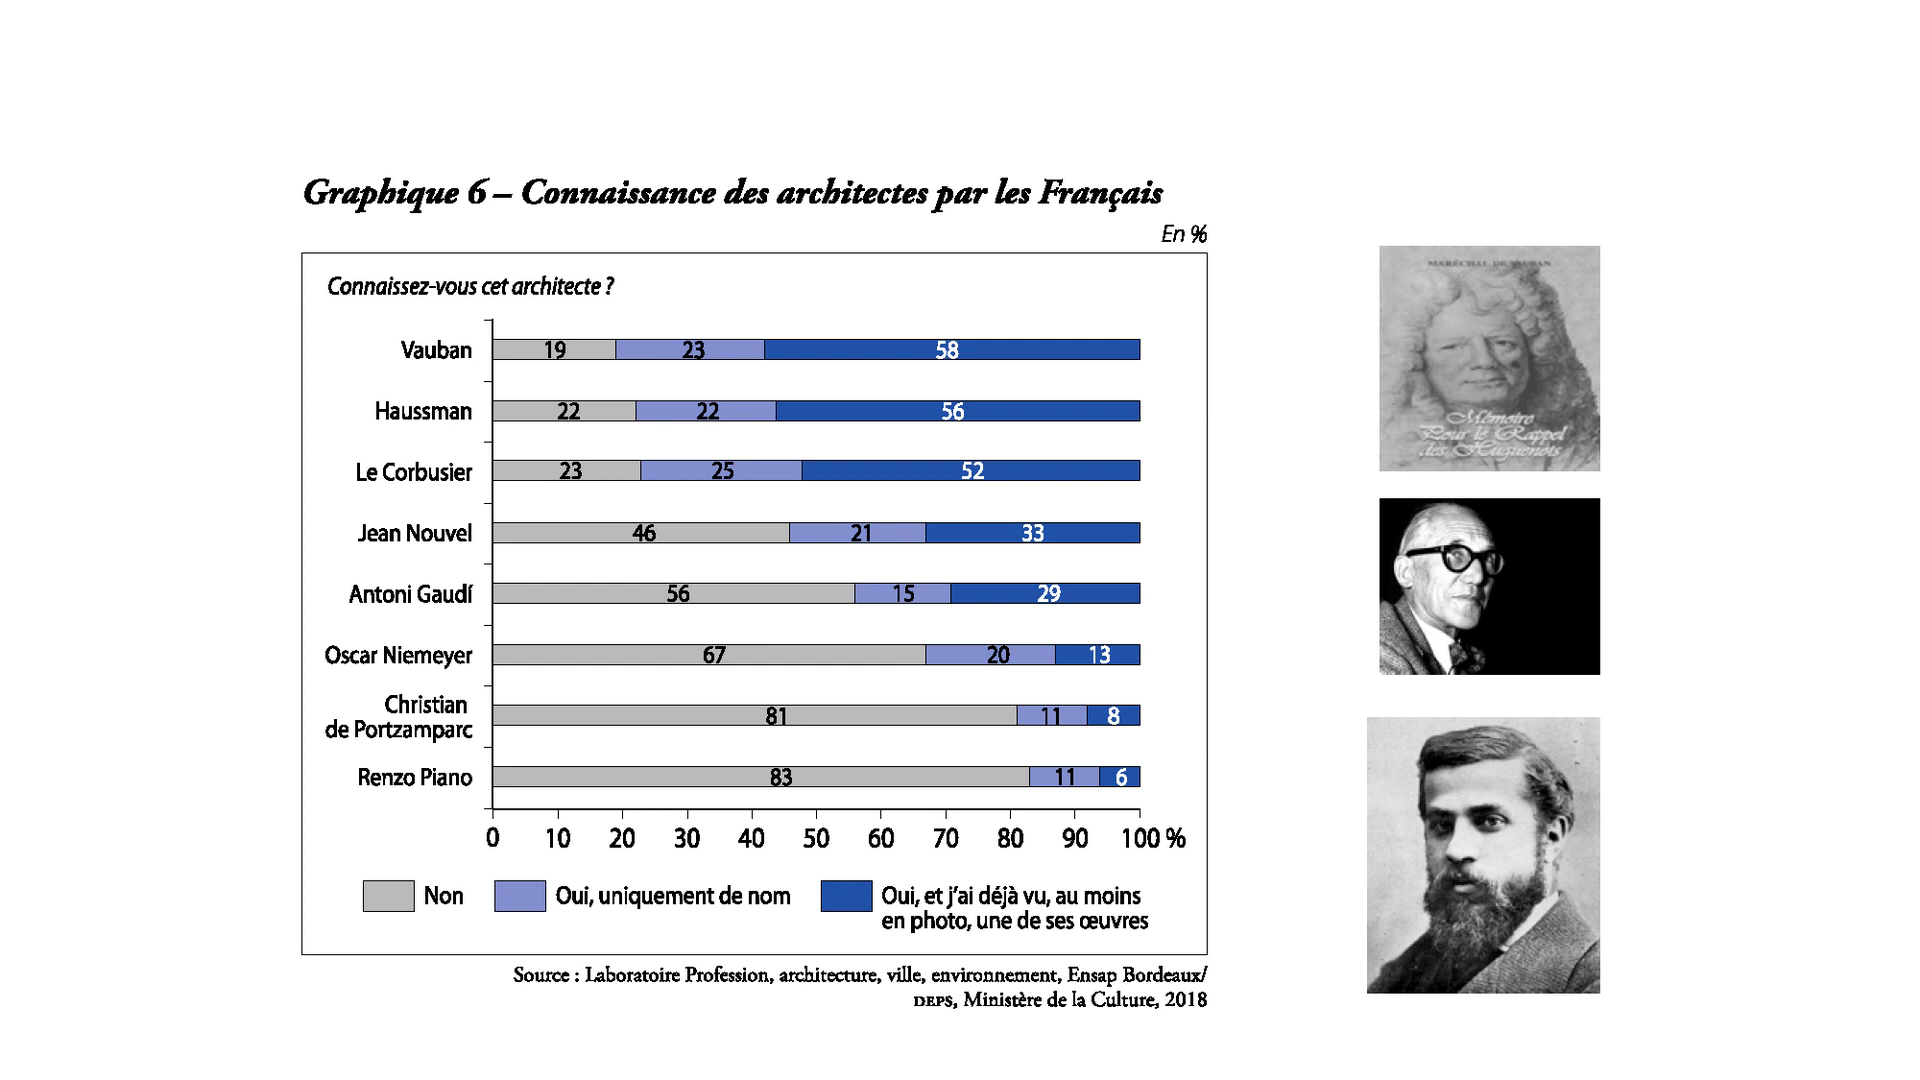 Graphique 6 – Connaissance des architectes par les Français
En %
Connaissez-vous cet architecte ?
Vauban 19 23 58
Haussman 22 22 56
Le Corbusier 23 25 52
Jean Nouvel 46 21 33
Antoni Gaudí 56 15 29
Oscar Niemeyer 67 20 13
Christian
de Portzamparc 81 11 8
Renzo Piano 83 11 6
0 10 20 30 40 50 60 70 80 90 100 %
Non
Oui, uniquement de nom
Oui, et j'ai déjà vu, au moins
en photo, une de ses œuvres
Source : Laboratoire Profession, architecture, ville, environnement, Ensap Bordeaux/
DEPS, Ministère de la Culture, 2018
MARÉCHAL DE VAUBAN
Mémoire
Pour le Rappel
des Huguenots